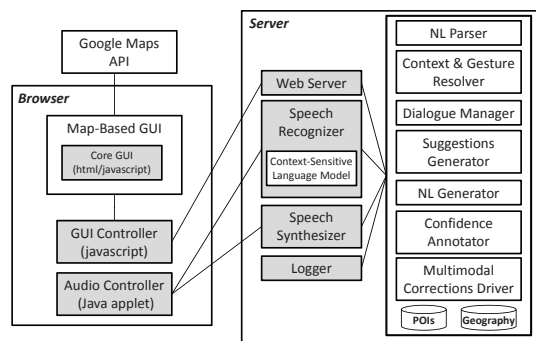 Google Maps
API
Browser
Map-Based GUI
Core GUI
(html/javascript)
GUI Controller
(javascript)
Audio Controller
(Java applet)
Server
Web Server
Speech
Recognizer
Context-Sensitive
Language Model
Speech
Synthesizer
Logger
NL Parser
Context & Gesture
Resolver
Dialogue Manager
Suggestions
Generator
NL Generator
Confidence
Annotator
Multimodal
Corrections Driver
POIs
Geography